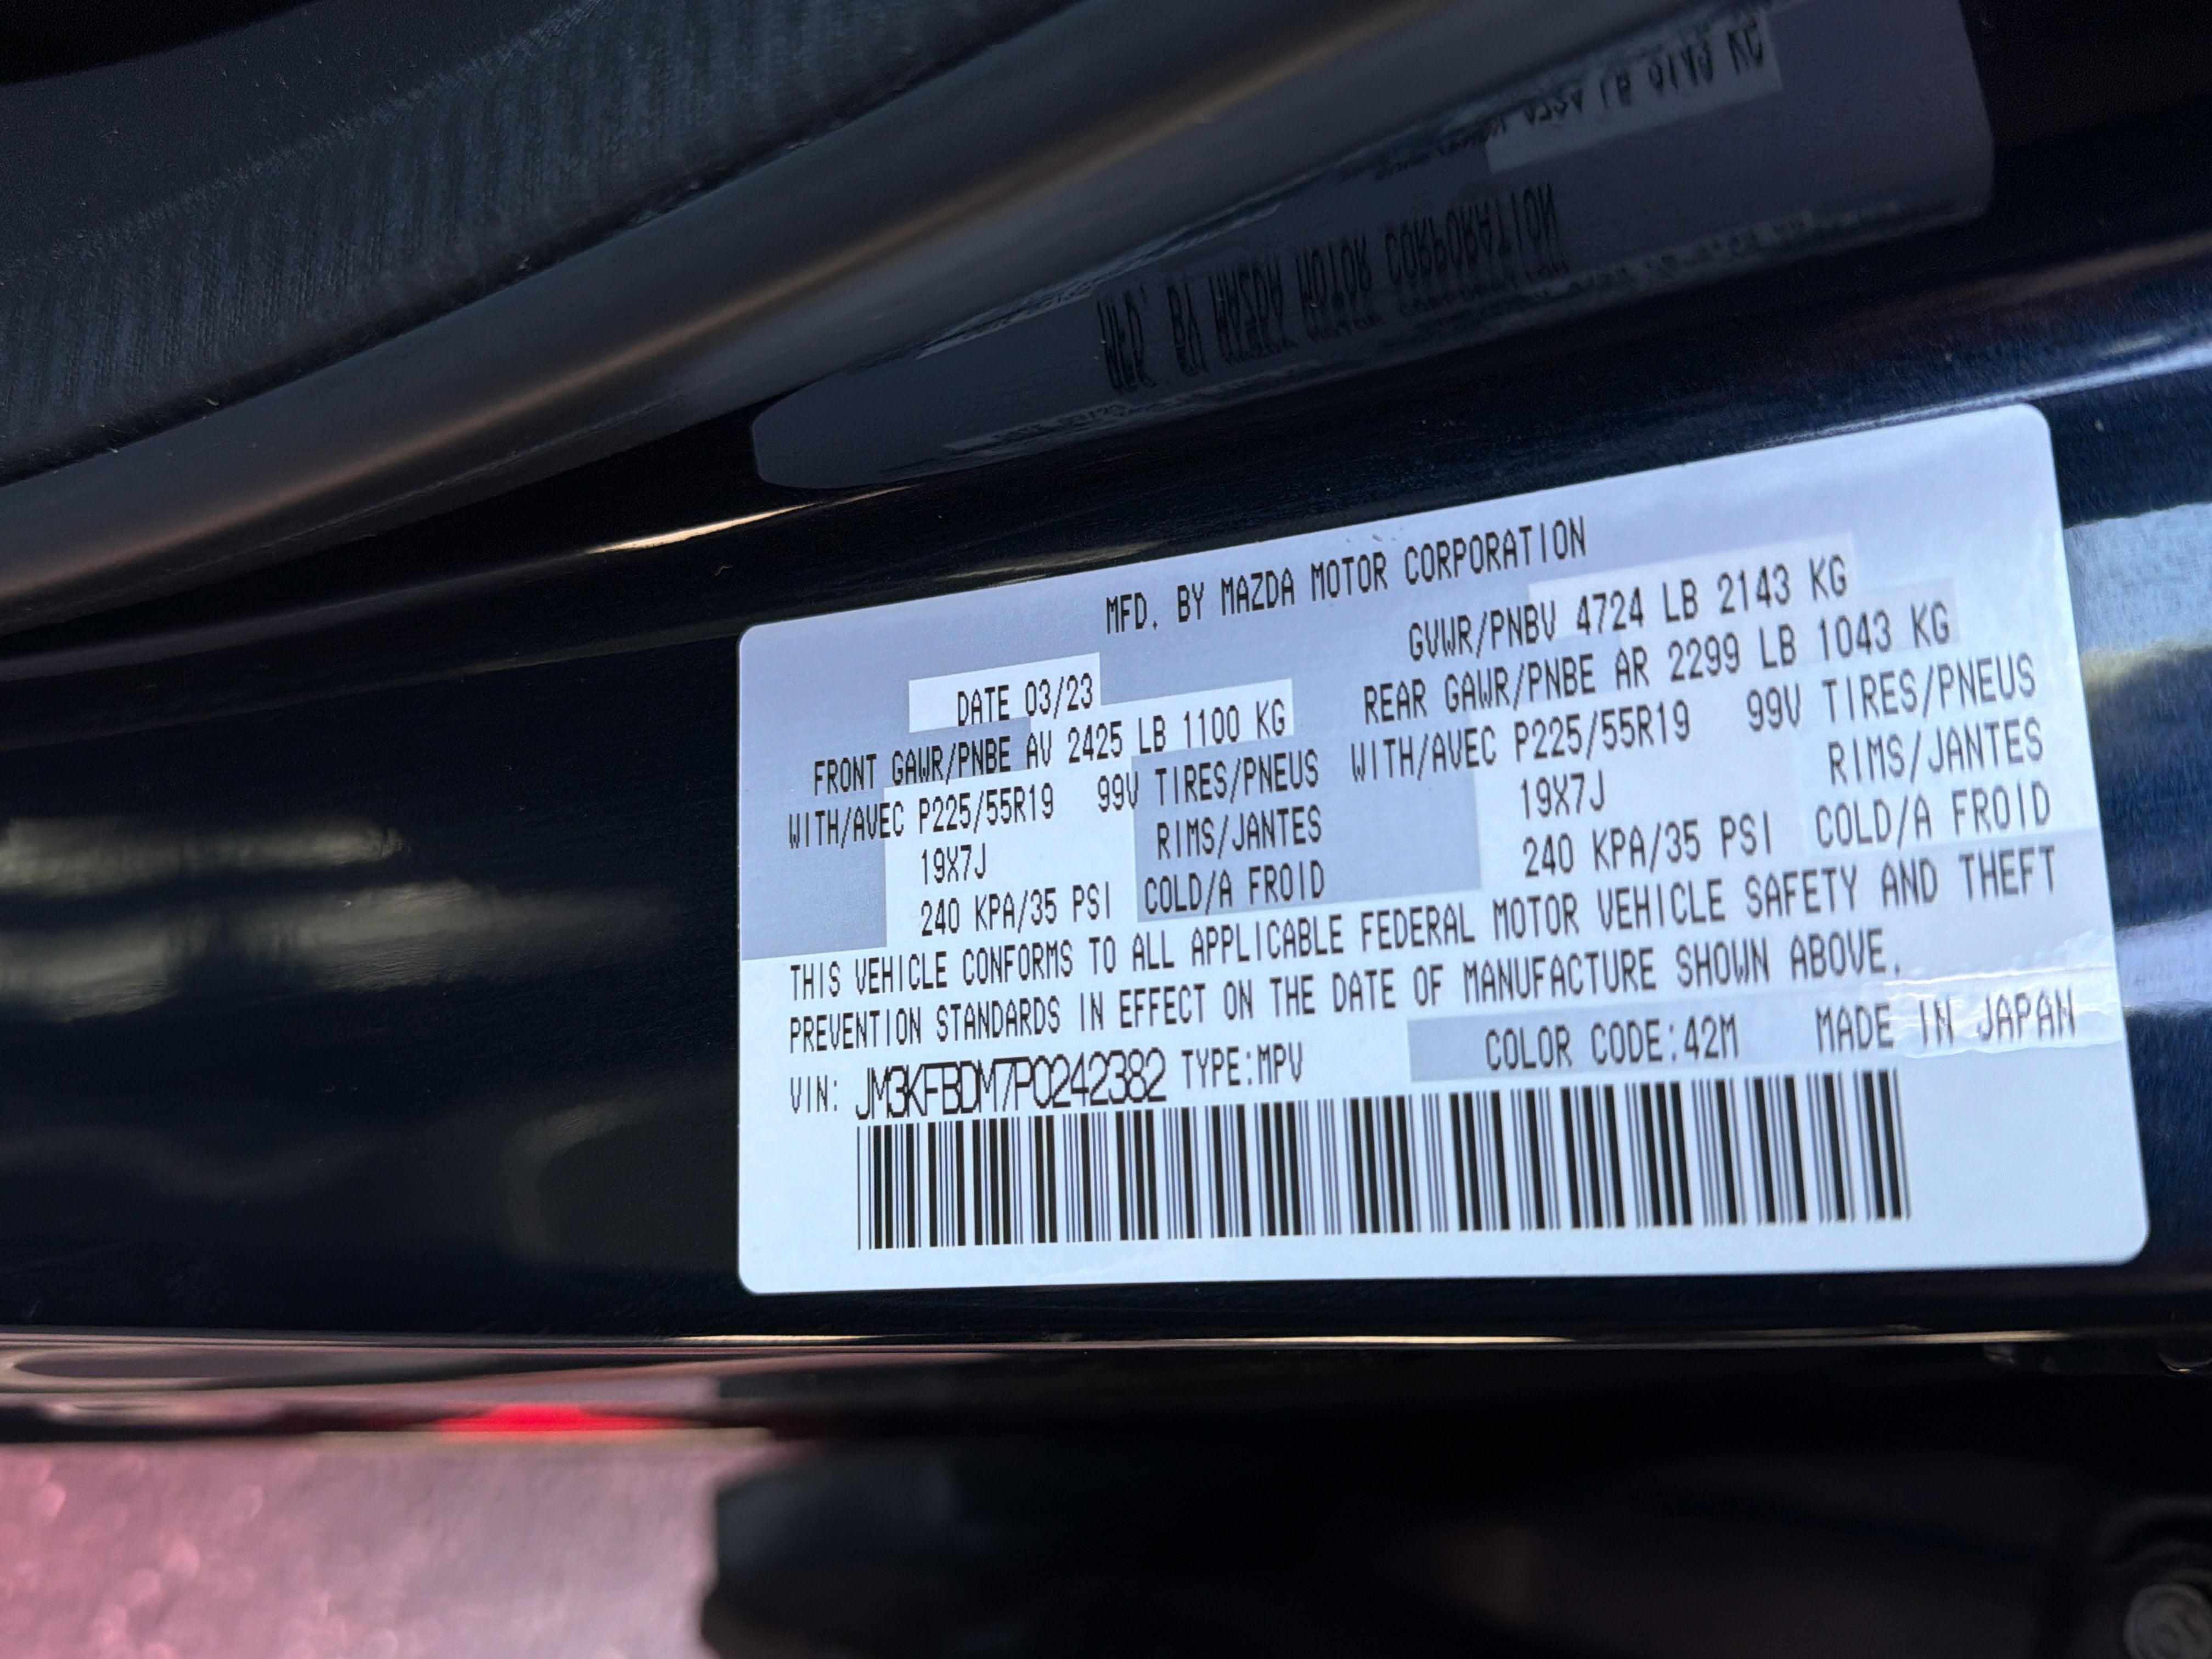 MFD. BY MAZDA MOTOR CORPORATION
DATE 03/23 GVWR/PNBV 4724 LB 2143 KG
FRONT GAWR/PNBE AV 2425 LB 1100 KG REAR GAWR/PNBE AR 2299 LB 1043 KG
WITH/AVEC P225/55R19 99V TIRES/PNEUS WITH/AVEC P225/55R19 99V TIRES/PNEUS
19X7J RIMS/JANTES 19X7J RIMS/JANTES
240 KPA/35 PSI COLD/A FROID 240 KPA/35 PSI COLD/A FROID
THIS VEHICLE CONFORMS TO ALL APPLICABLE FEDERAL MOTOR VEHICLE SAFETY AND THEFT
PREVENTION STANDARDS IN EFFECT ON THE DATE OF MANUFACTURE SHOWN ABOVE.
VIN: JM3KFBDM7P0242382 TYPE:MPV COLOR CODE:42M MADE IN JAPAN